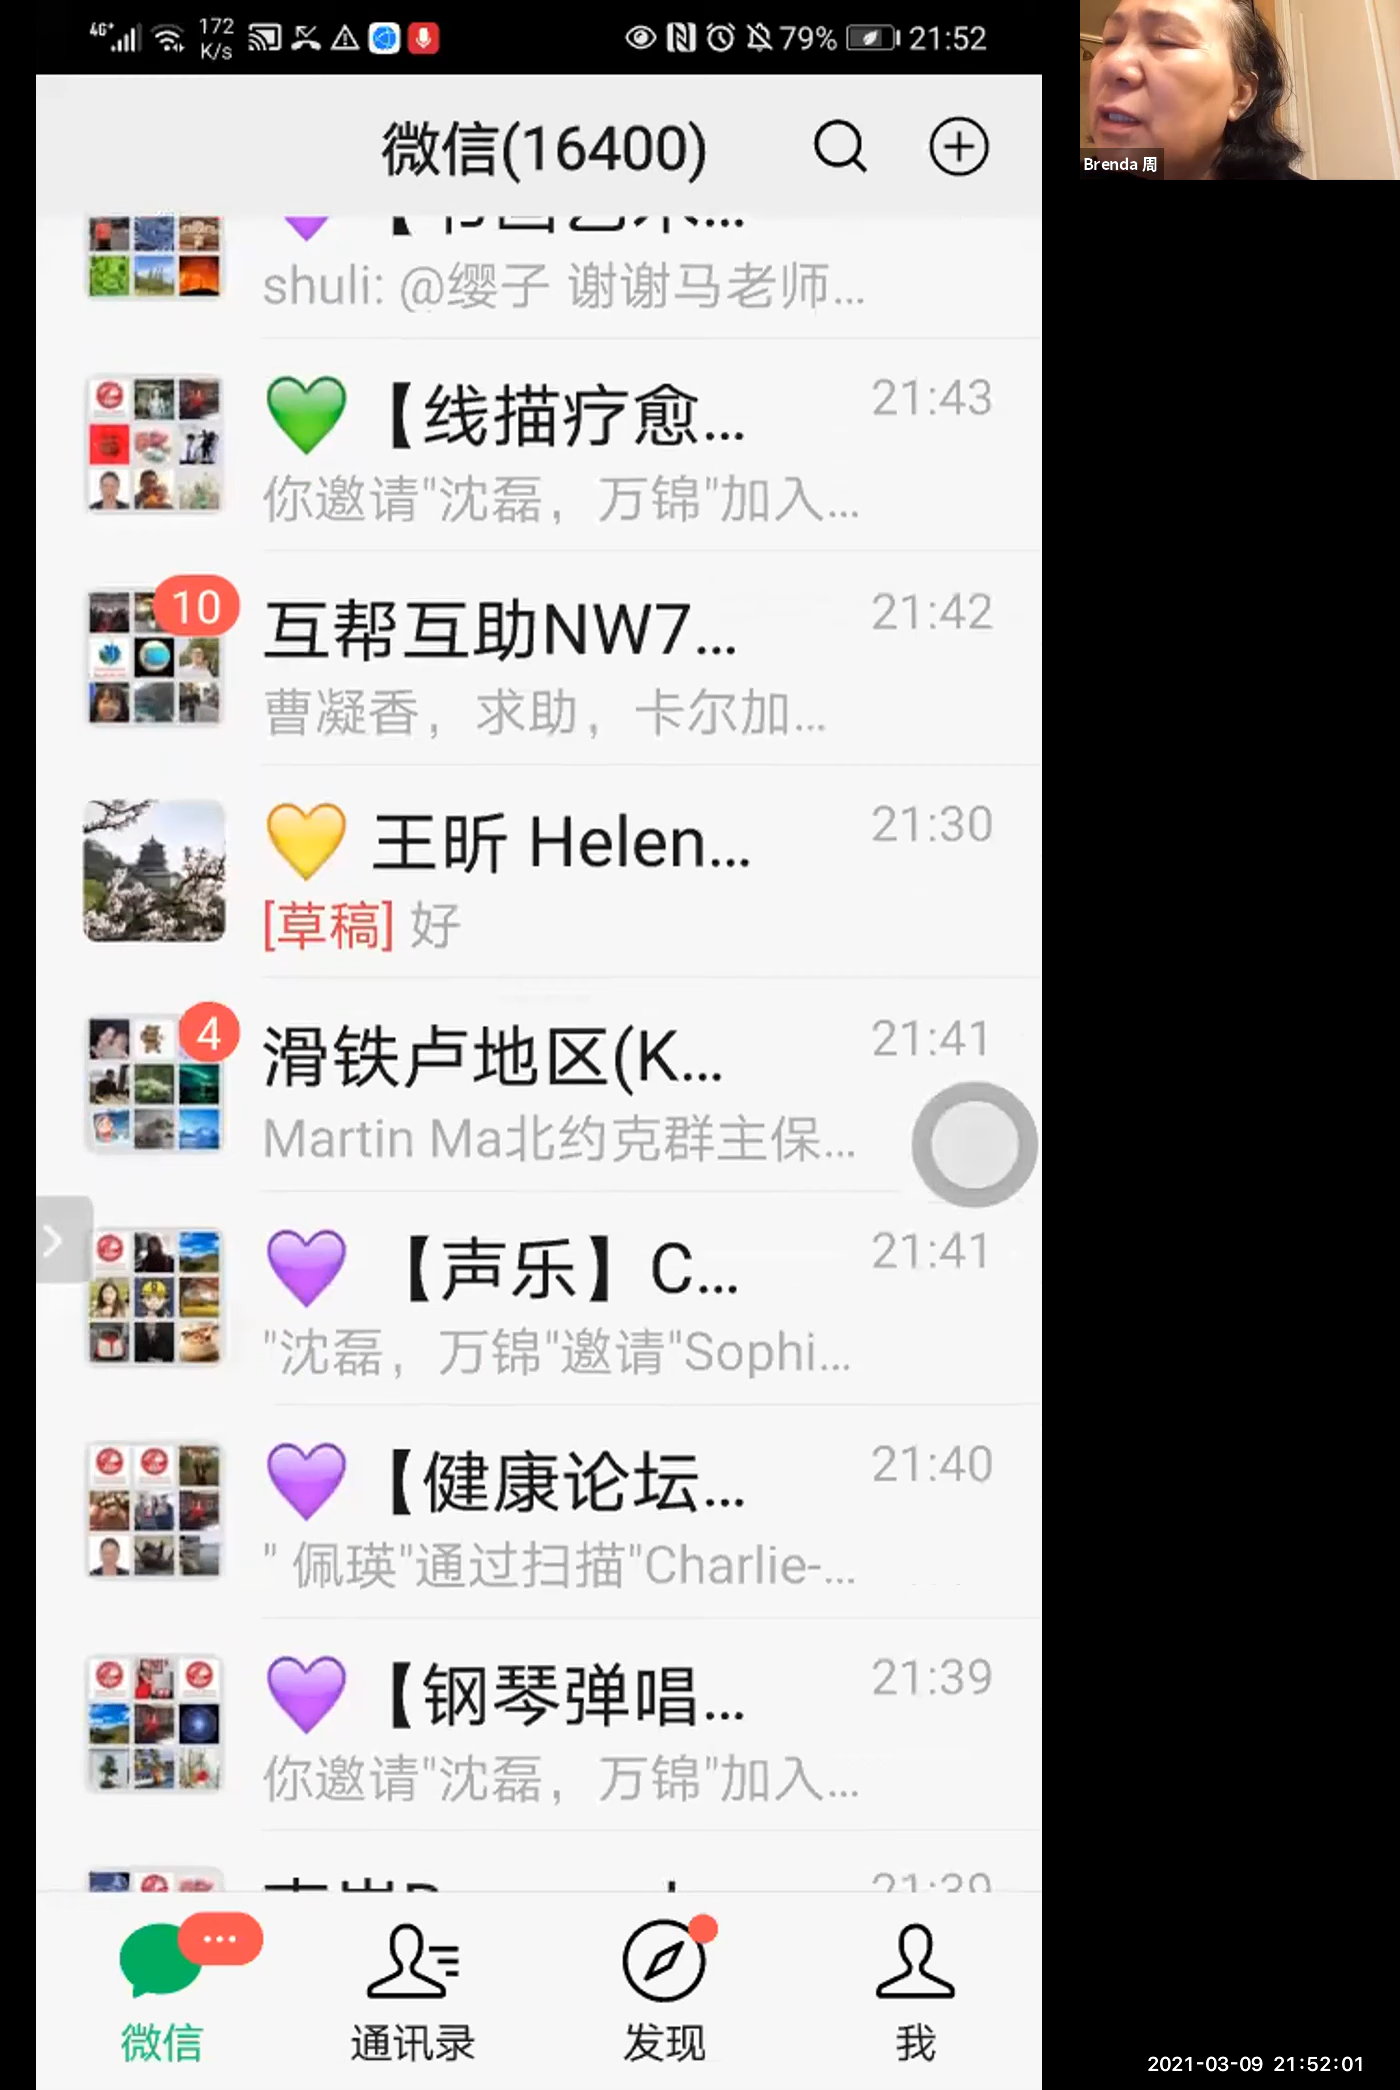 4G+ 172 K/s 79% 21:52
Brenda 周
微信(16400)
shuli: @缨子 谢谢马老师...
【线描疗愈... 21:43
你邀请"沈磊，万锦"加入...
10
互帮互助NW7... 21:42
曹凝香，求助，卡尔加...
王昕 Helen... 21:30
[草稿] 好
4
滑铁卢地区(K... 21:41
Martin Ma北约克群主保...
【声乐】C... 21:41
"沈磊，万锦"邀请"Sophi...
【健康论坛... 21:40
" 佩瑛"通过扫描"Charlie-...
【钢琴弹唱... 21:39
你邀请"沈磊，万锦"加入...
21:39
微信 通讯录 发现 我
2021-03-09 21:52:01